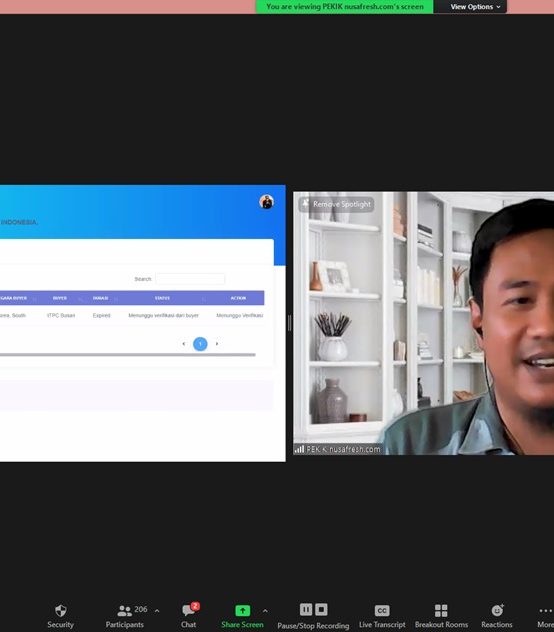 You are viewing PEKIK nusafresh.com's screen
View Options
INDONESIA,
Remove Spotlight
Search:
EGARA BUYER
BUYER
DURASI
STATUS
ACTION
orea, South
ITPC Busan
Expired
Menunggu verifikasi dari buyer
Menunggu Verifikasi
1
PEKIK nusafresh.com
206
2
Security
Participants
Chat
Share Screen
Pause/Stop Recording
CC
Live Transcript
Breakout Rooms
Reactions
More